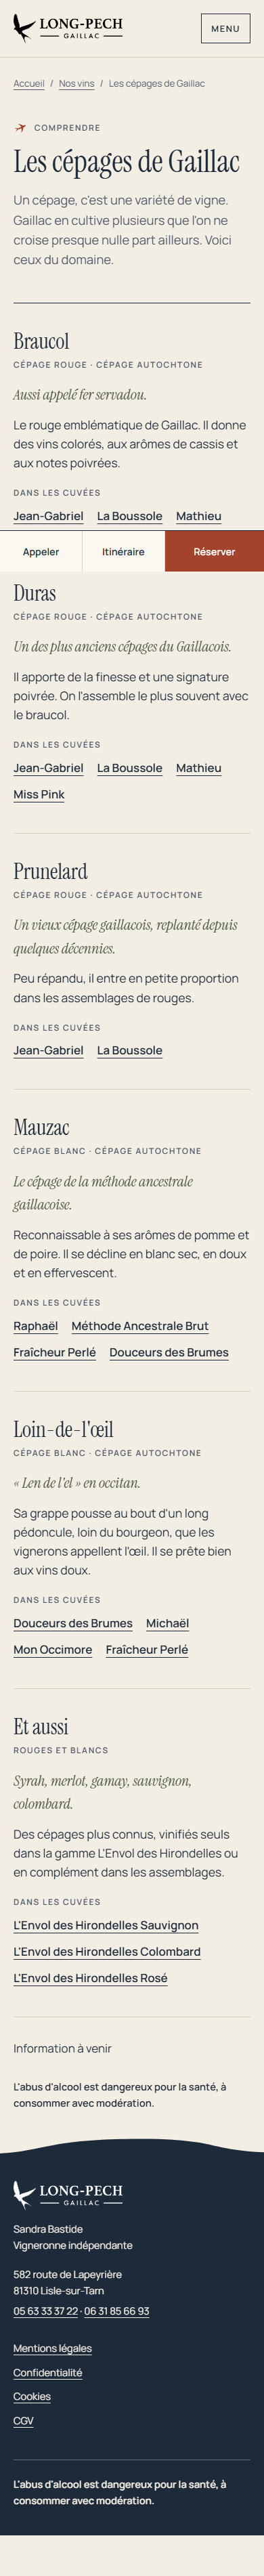 LONG-PECH
GAILLAC
MENU
Accueil / Nos vins / Les cépages de Gaillac
COMPRENDRE
Les cépages de Gaillac
Un cépage, c'est une variété de vigne.
Gaillac en cultive plusieurs que l'on ne
croise presque nulle part ailleurs. Voici
ceux du domaine.
Braucol
CÉPAGE ROUGE · CÉPAGE AUTOCHTONE
Aussi appelé fer servadou.
Le rouge emblématique de Gaillac. Il donne
des vins colorés, aux arômes de cassis et
aux notes poivrées.
DANS LES CUVÉES
Jean-Gabriel La Boussole Mathieu
Appeler Itinéraire Réserver
Duras
CÉPAGE ROUGE · CÉPAGE AUTOCHTONE
Un des plus anciens cépages du Gaillacois.
Il apporte de la finesse et une signature
poivrée. On l'assemble le plus souvent avec
le braucol.
DANS LES CUVÉES
Jean-Gabriel La Boussole Mathieu
Miss Pink
Prunelard
CÉPAGE ROUGE · CÉPAGE AUTOCHTONE
Un vieux cépage gaillacois, replanté depuis
quelques décennies.
Peu répandu, il entre en petite proportion
dans les assemblages de rouges.
DANS LES CUVÉES
Jean-Gabriel La Boussole
Mauzac
CÉPAGE BLANC · CÉPAGE AUTOCHTONE
Le cépage de la méthode ancestrale
gaillacoise.
Reconnaissable à ses arômes de pomme et
de poire. Il se décline en blanc sec, en doux
et en effervescent.
DANS LES CUVÉES
Raphaël Méthode Ancestrale Brut
Fraîcheur Perlé Douceurs des Brumes
Loin-de-l'œil
CÉPAGE BLANC · CÉPAGE AUTOCHTONE
« Len de l'el » en occitan.
Sa grappe pousse au bout d'un long
pédoncule, loin du bourgeon, que les
vignerons appellent l'œil. Il se prête bien
aux vins doux.
DANS LES CUVÉES
Douceurs des Brumes Michaël
Mon Occimore Fraîcheur Perlé
Et aussi
ROUGES ET BLANCS
Syrah, merlot, gamay, sauvignon,
colombard.
Des cépages plus connus, vinifiés seuls
dans la gamme L'Envol des Hirondelles ou
en complément dans les assemblages.
DANS LES CUVÉES
L'Envol des Hirondelles Sauvignon
L'Envol des Hirondelles Colombard
L'Envol des Hirondelles Rosé
Information à venir
L'abus d'alcool est dangereux pour la santé, à
consommer avec modération.
LONG-PECH
GAILLAC
Sandra Bastide
Vigneronne indépendante
582 route de Lapeyrière
81310 Lisle-sur-Tarn
05 63 33 37 22 · 06 31 85 66 93
Mentions légales
Confidentialité
Cookies
CGV
L'abus d'alcool est dangereux pour la santé, à
consommer avec modération.